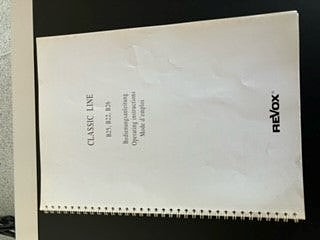 CLASSIC LINE
B25, B22, B26
Bedienungsanleitung
Operating instructions
Mode d'emploi
REVOX